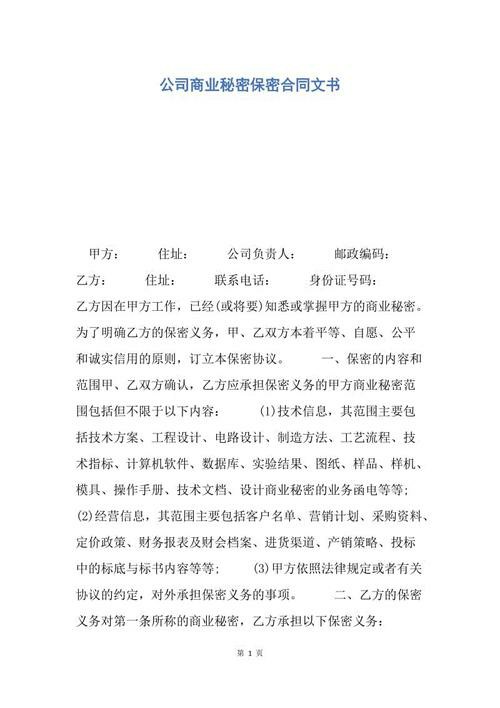 公司商业秘密保密合同文书
甲方： 住址： 公司负责人： 邮政编码：
乙方： 住址： 联系电话： 身份证号码：
乙方因在甲方工作，已经(或将要)知悉或掌握甲方的商业秘密。
为了明确乙方的保密义务，甲、乙双方本着平等、自愿、公平
和诚实信用的原则，订立本保密协议。 一、保密的内容和
范围甲、乙双方确认，乙方应承担保密义务的甲方商业秘密范
围包括但不限于以下内容： (1)技术信息，其范围主要包
括技术方案、工程设计、电路设计、制造方法、工艺流程、技
术指标、计算机软件、数据库、实验结果、图纸、样品、样机、
模具、操作手册、技术文档、设计商业秘密的业务函电等等;
(2)经营信息，其范围主要包括客户名单、营销计划、采购资料、
定价政策、财务报表及财会档案、进货渠道、产销策略、投标
中的标底与标书内容等等; (3)甲方依照法律规定或者有关
协议的约定，对外承担保密义务的事项。 二、乙方的保密
义务对第一条所称的商业秘密，乙方承担以下保密义务：
第 1 页